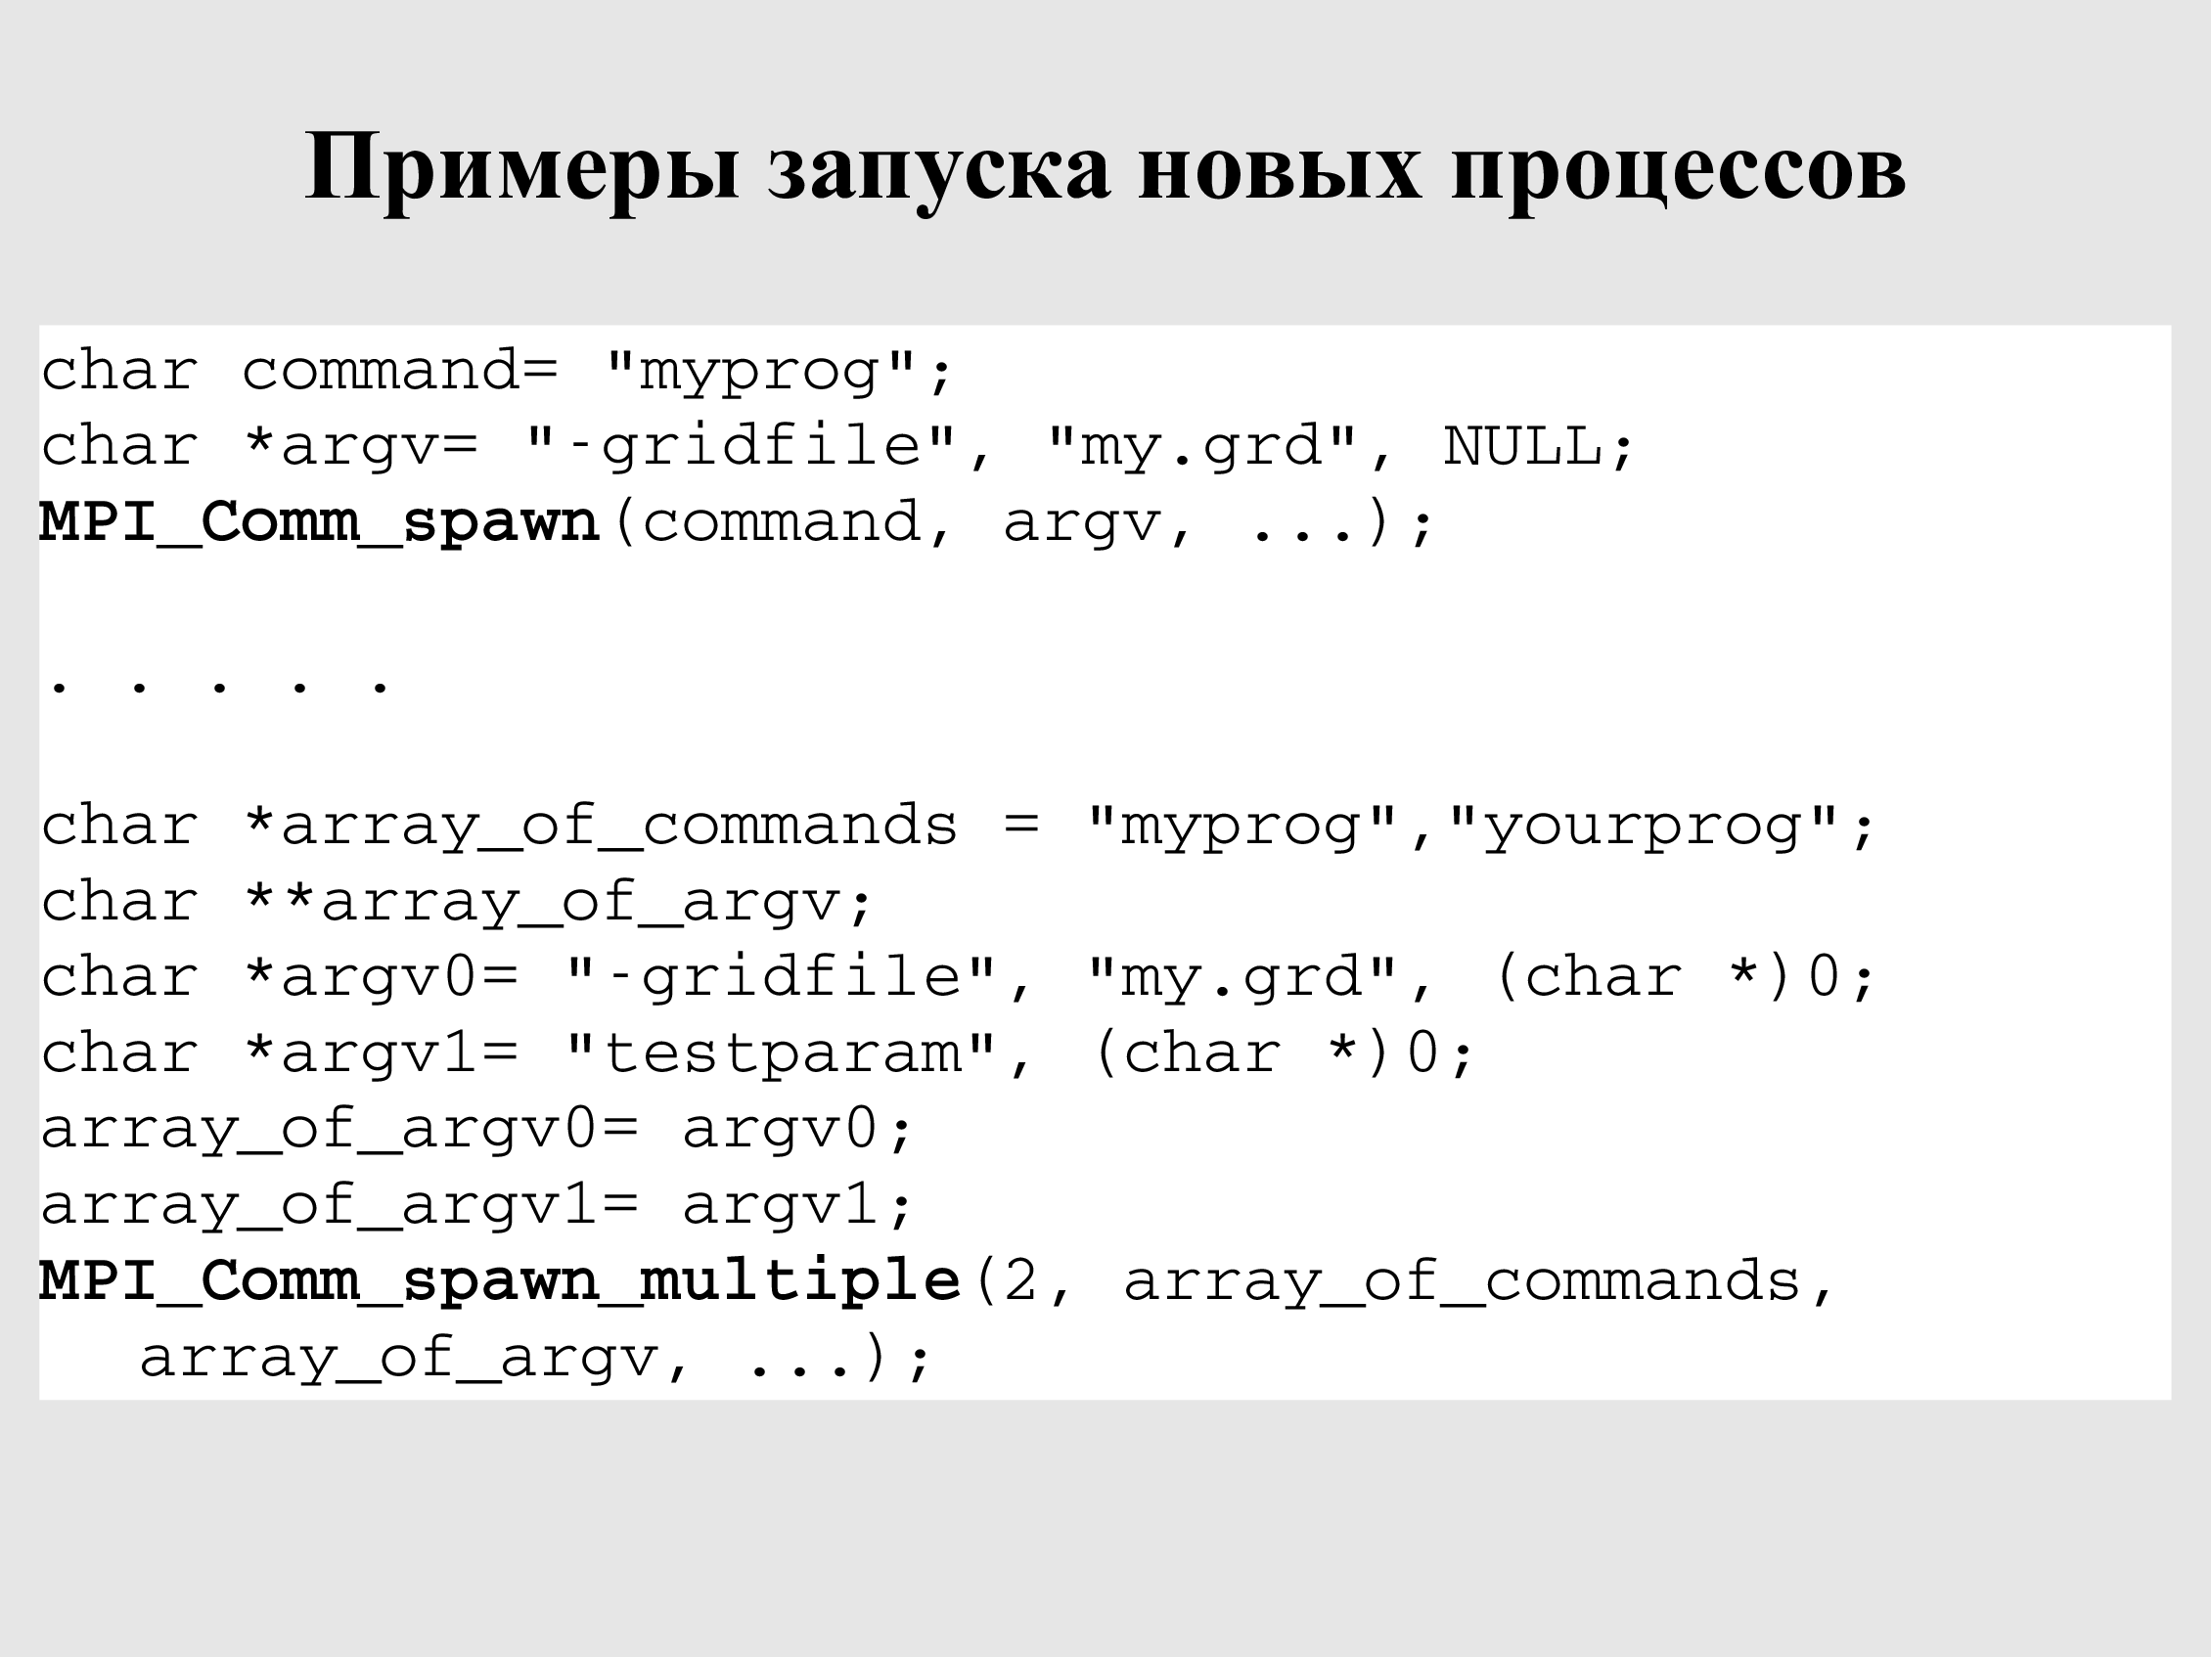 Примеры запуска новых процессов
char command= "myprog";
char *argv= "-gridfile", "my.grd", NULL;
MPI_Comm_spawn(command, argv, ...);
. . . . .
char *array_of_commands = "myprog","yourprog";
char **array_of_argv;
char *argv0= "-gridfile", "my.grd", (char *)0;
char *argv1= "testparam", (char *)0;
array_of_argv0= argv0;
array_of_argv1= argv1;
MPI_Comm_spawn_multiple(2, array_of_commands,
array_of_argv, ...);